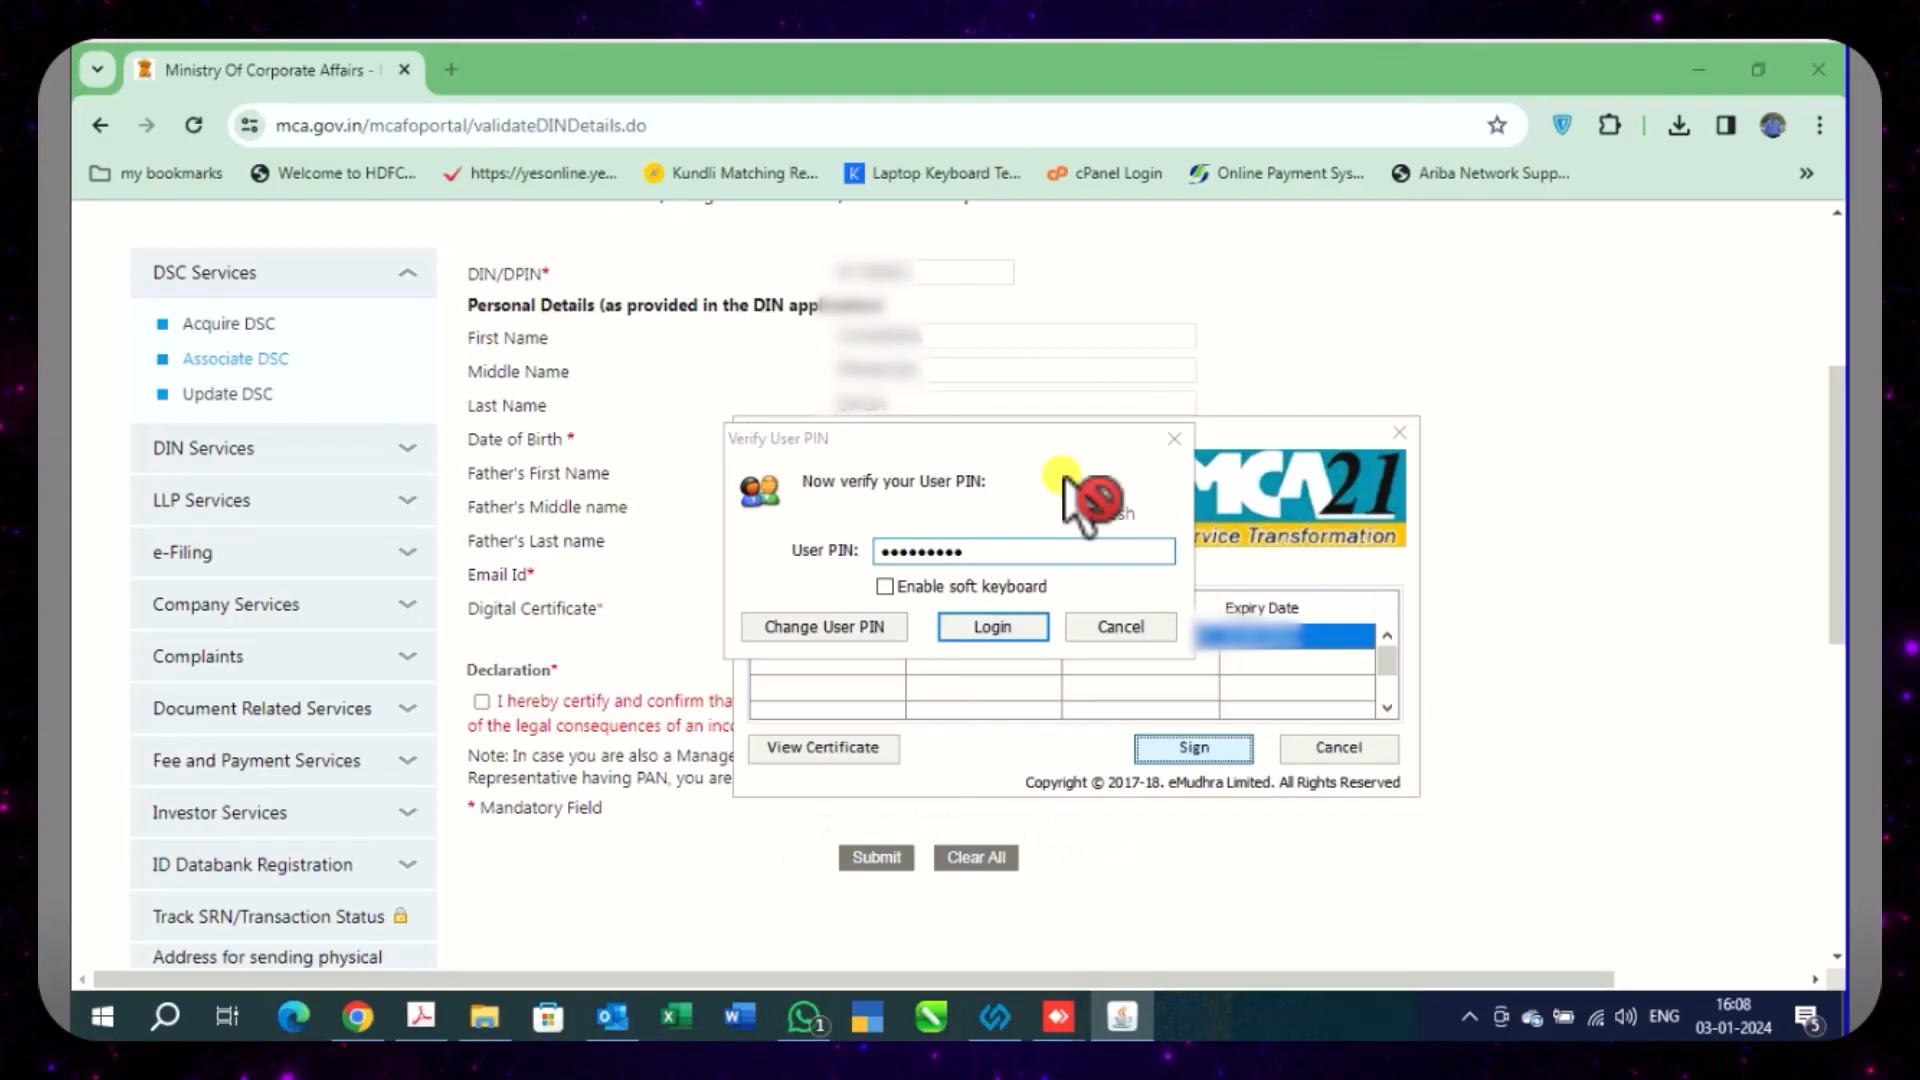 Ministry Of Corporate Affairs -
mca.gov.in/mcafoportal/validateDINDetails.do
my bookmarks
Welcome to HDFC...
https://yesonline.ye...
Kundli Matching Re...
Laptop Keyboard Te...
cPanel Login
Online Payment Sys...
Ariba Network Supp...
DSC Services
Acquire DSC
Associate DSC
Update DSC
DIN Services
LLP Services
e-Filing
Company Services
Complaints
Document Related Services
Fee and Payment Services
Investor Services
ID Databank Registration
Track SRN/Transaction Status
Address for sending physical
DIN/DPIN*
Personal Details (as provided in the DIN
First Name
Middle Name
Last Name
Date of Birth *
Father's First Name
Father's Middle name
Father's Last name
Email Id*
Digital Certificate*
Declaration*
I hereby certify and confirm
of the legal consequences of an
Note: In case you are also a
Representative having PAN, you are
* Mandatory Field
Submit
Clear All
Verify User PIN
Now verify your User PIN:
User PIN: •••••••••
Enable soft keyboard
Change User PIN
Login
Cancel
MCA 21
Transformation
Expiry Date
View Certificate
Sign
Cancel
Copyright © 2017-18. eMudhra Limited. All Rights Reserved
1
ENG
16:08
03-01-2024
5